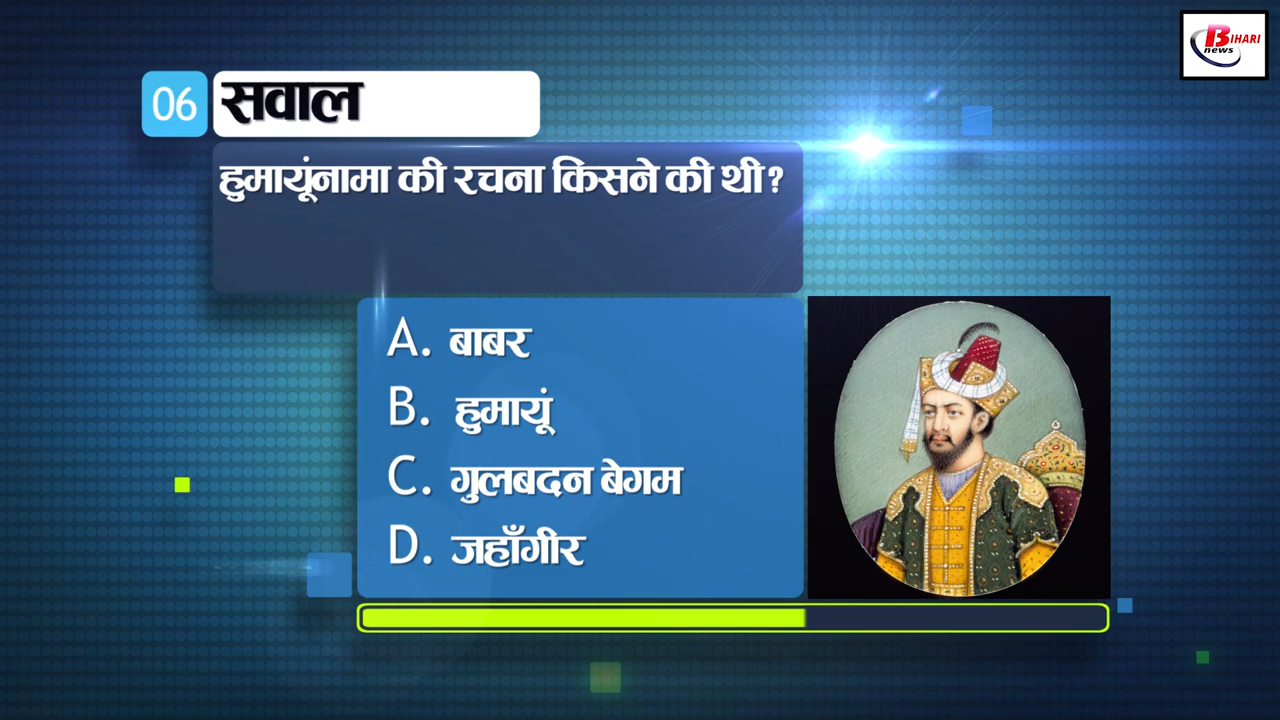 BIHARI
news
06 सवाल
हुमायूंनामा की रचना किसने की थी?
A. बाबर
B. हुमायूं
C. गुलबदन बेगम
D. जहाँगीर